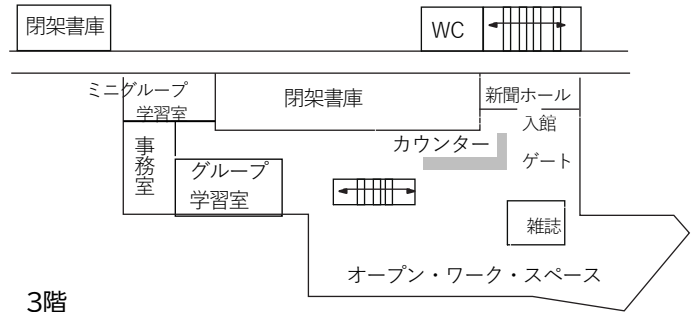 閉架書庫
WC
ミニグループ
学習室
閉架書庫
新聞ホール
入館
カウンター
ゲート
事務室
グループ
学習室
雑誌
オープン・ワーク・スペース
3階